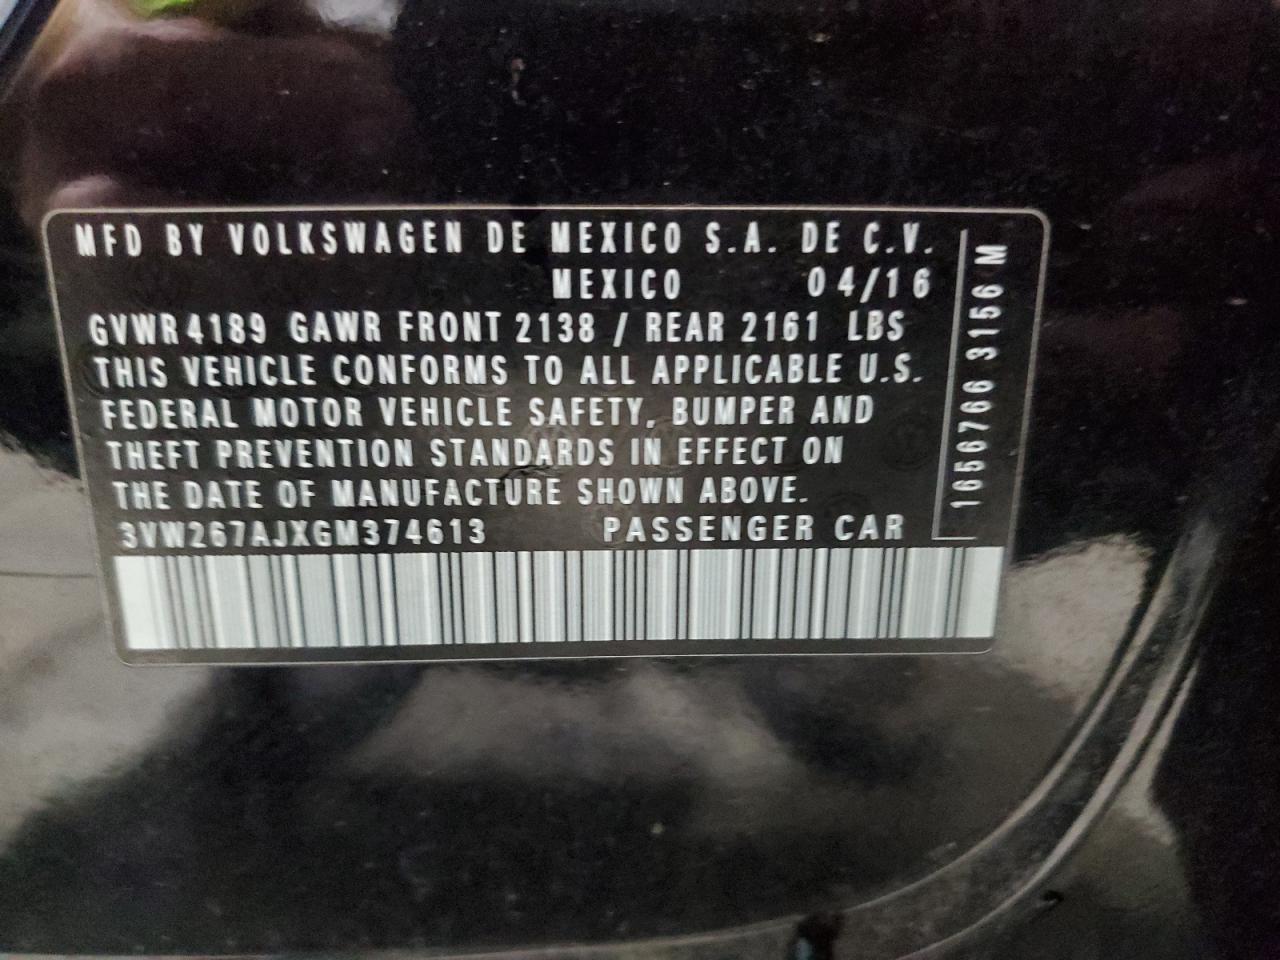 MFD BY VOLKSWAGEN DE MEXICO S.A. DE C.V.
MEXICO 04/16
GVWR 4189 GAWR FRONT 2138 / REAR 2161 LBS
THIS VEHICLE CONFORMS TO ALL APPLICABLE U.S.
FEDERAL MOTOR VEHICLE SAFETY, BUMPER AND
THEFT PREVENTION STANDARDS IN EFFECT ON
THE DATE OF MANUFACTURE SHOWN ABOVE.
3VW267AJXGM374613 PASSENGER CAR
1656766 3156 M